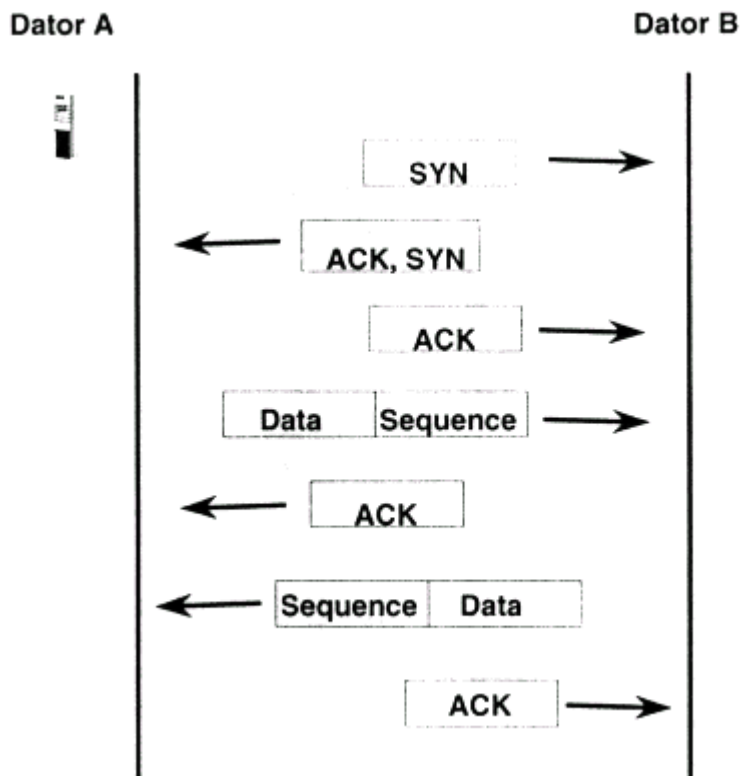 Dator A Dator B
SYN
ACK, SYN
ACK
Data Sequence
ACK
Sequence Data
ACK